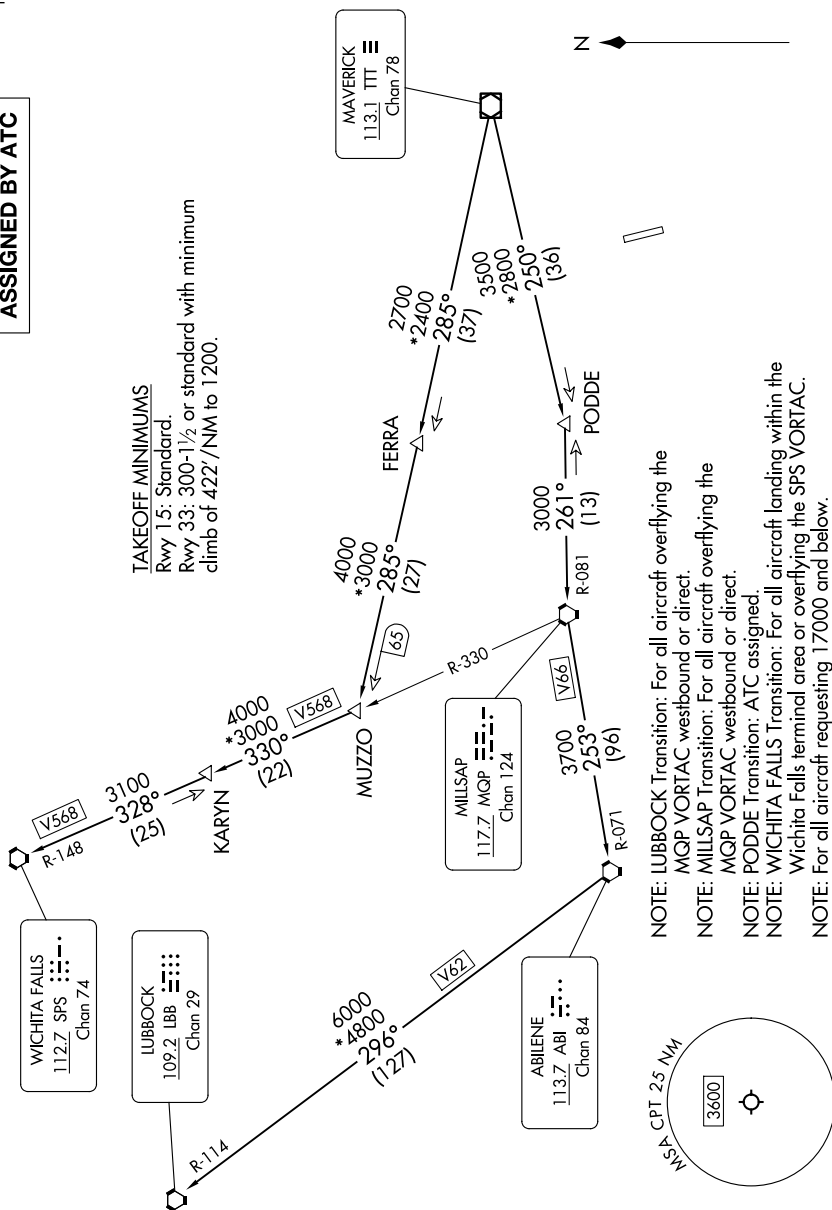 ASSIGNED BY ATC
TAKEOFF MINIMUMS
Rwy 15: Standard.
Rwy 33: 300-1½ or standard with minimum
climb of 422'/NM to 1200.
MAVERICK
113.1 TTT
Chan 78
N
2700
*2400
285°
(37)
3500
*2800
250°
(36)
FERRA
PODDE
4000
*3000
285°
(27)
65
3000
261°
(13)
R-081
R-330
MUZZO
V568
4000
*3000
330°
(22)
KARYN
V568
3100
328°
(25)
R-148
WICHITA FALLS
112.7 SPS
Chan 74
LUBBOCK
109.2 LBB
Chan 29
MILLSAP
117.7 MQP
Chan 124
V66
3700
253°
(96)
R-071
V62
6000
*4800
296°
(127)
R-114
ABILENE
113.7 ABI
Chan 84
MSA CPT 25 NM
3600
NOTE: LUBBOCK Transition: For all aircraft overflying the
MQP VORTAC westbound or direct.
NOTE: MILLSAP Transition: For all aircraft overflying the
MQP VORTAC westbound or direct.
NOTE: PODDE Transition: ATC assigned.
NOTE: WICHITA FALLS Transition: For all aircraft landing within the
Wichita Falls terminal area or overflying the SPS VORTAC.
NOTE: For all aircraft requesting 17000 and below.